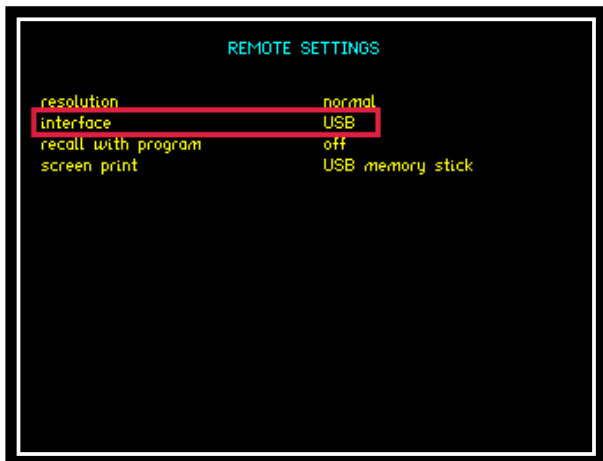 REMOTE SETTINGS
resolution normal
interface USB
recall with program off
screen print USB memory stick